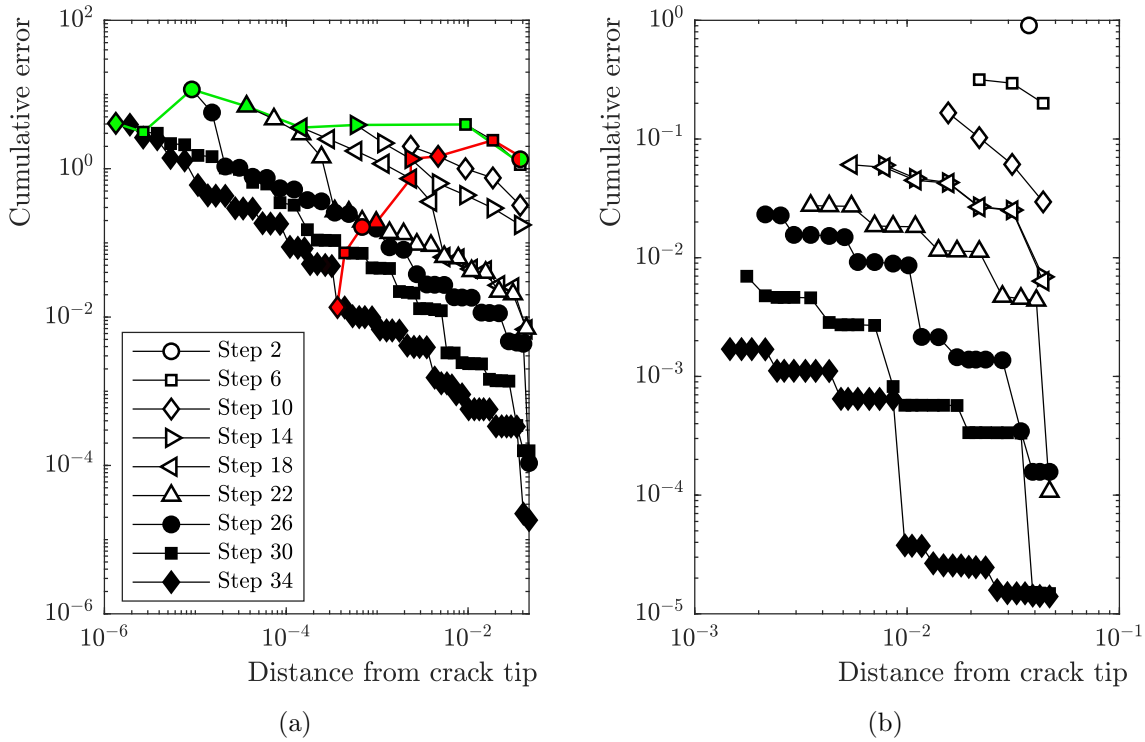 Cumulative error
10^2
10^0
10^−2
10^−4
10^−6
Step 2
Step 6
Step 10
Step 14
Step 18
Step 22
Step 26
Step 30
Step 34
10^−6
10^−4
10^−2
Distance from crack tip
(a)
Cumulative error
10^0
10^−1
10^−2
10^−3
10^−4
10^−5
10^−3
10^−2
10^−1
Distance from crack tip
(b)